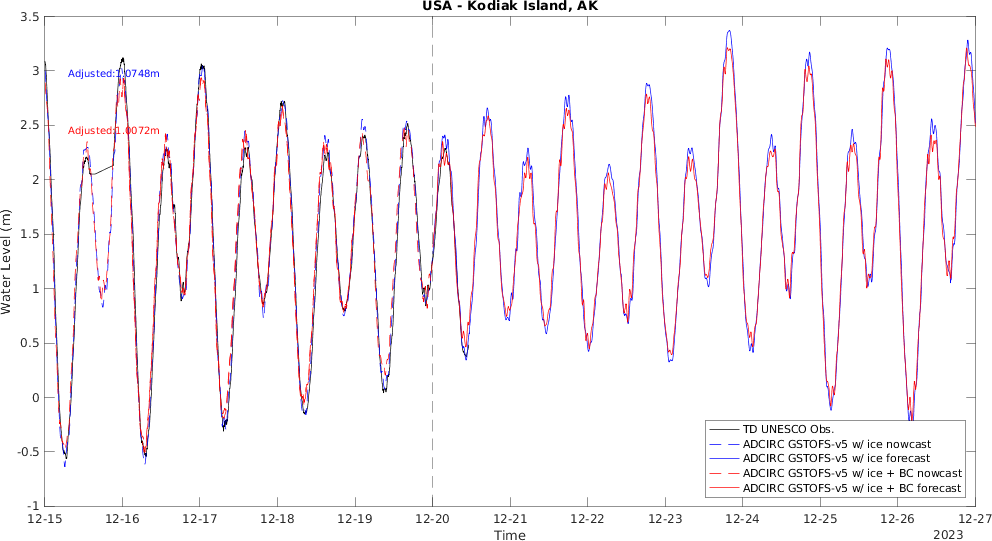 USA - Kodiak Island, AK
3.5
3
2.5
2
1.5
1
0.5
0
-0.5
-1
Water Level (m)
Adjusted:1.0748m
Adjusted:1.0072m
TD UNESCO Obs.
ADCIRC GSTOFS-v5 w/ ice nowcast
ADCIRC GSTOFS-v5 w/ ice forecast
ADCIRC GSTOFS-v5 w/ ice + BC nowcast
ADCIRC GSTOFS-v5 w/ ice + BC forecast
12-15 12-16 12-17 12-18 12-19 12-20 12-21 12-22 12-23 12-24 12-25 12-26 12-27
Time
2023